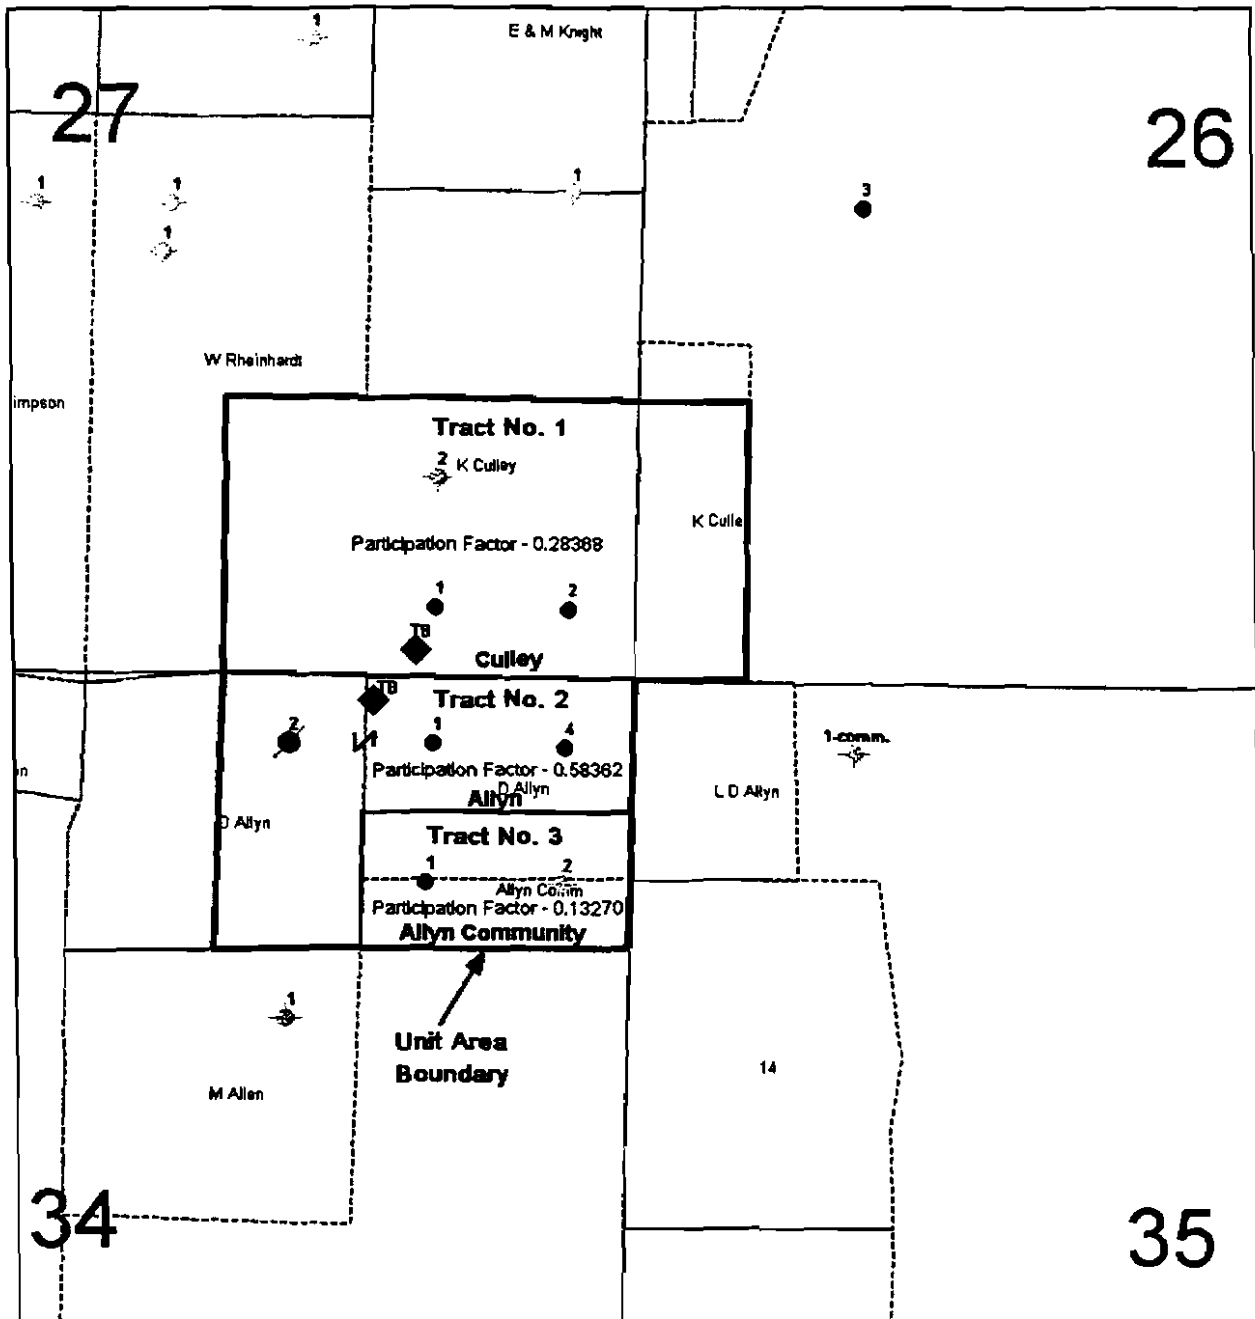 1
E & M Knight
27
26
1
1
1
3
1
W Rheinhardt
impson
Tract No. 1
2
K Culley
K Culle
Participation Factor - 0.28368
1
2
TB
Culley
TB
Tract No. 2
2
1
4
1-comm.
Participation Factor - 0.58362
D Allyn
L D Allyn
Allyn
D Allyn
Tract No. 3
1
2
Allyn Comm
Participation Factor - 0.13270
Allyn Community
1
Unit Area
Boundary
14
M Allen
34
35